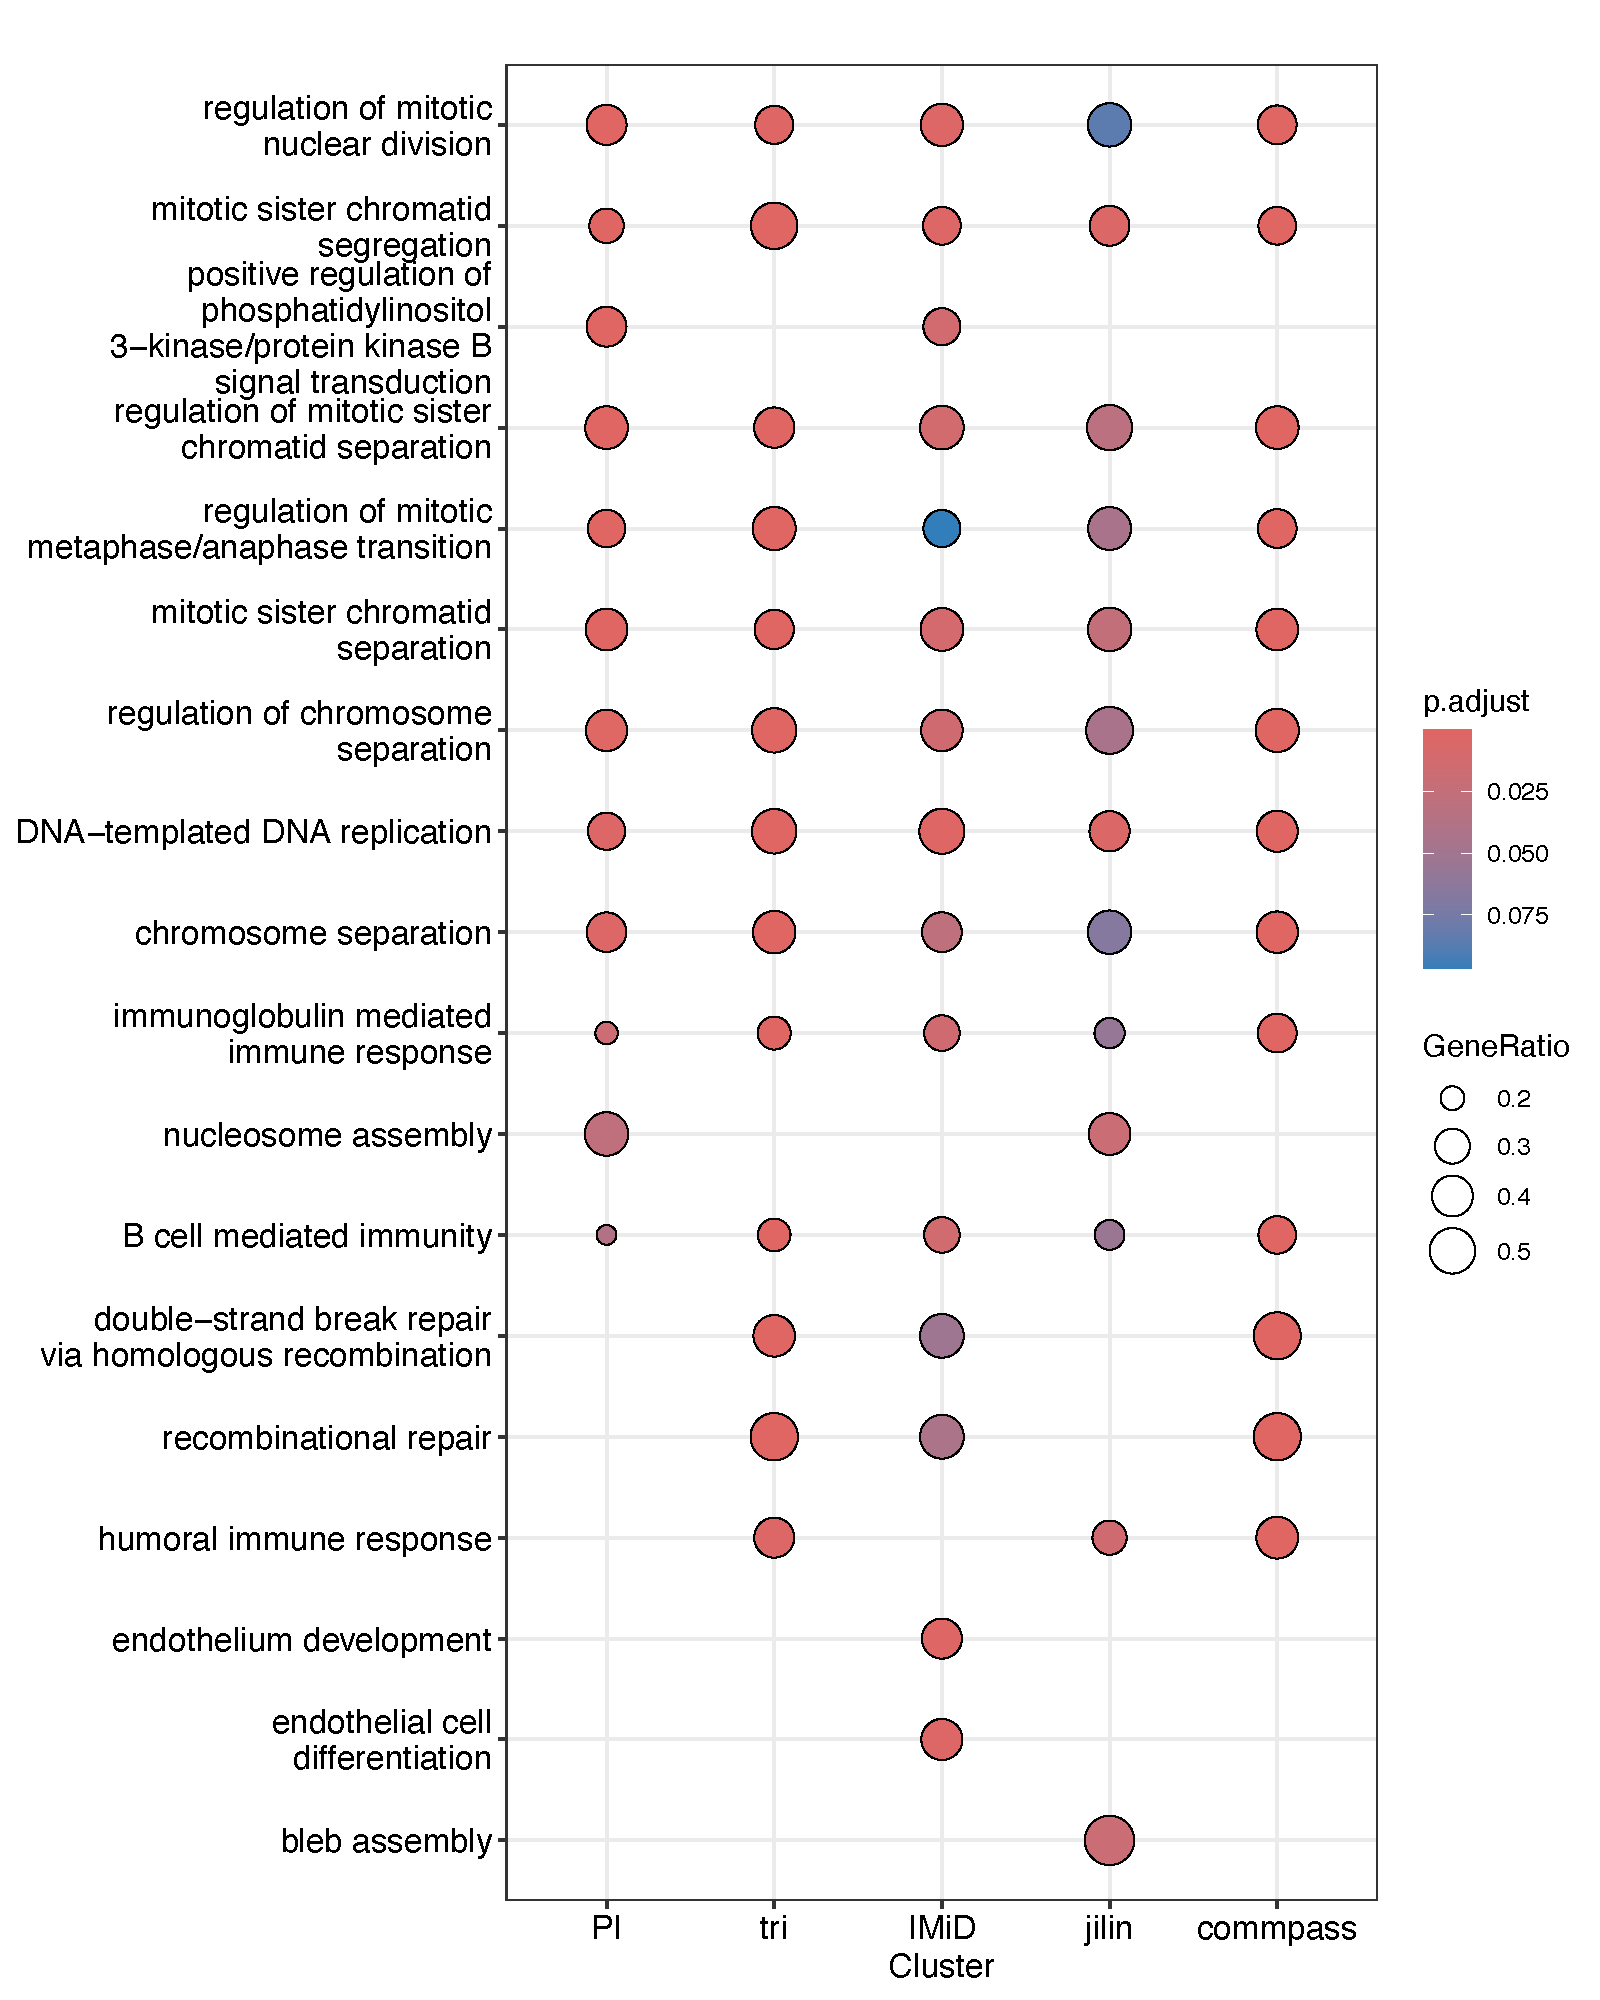 regulation of mitotic
nuclear division
mitotic sister chromatid
segregation
positive regulation of
phosphatidylinositol
3−kinase/protein kinase B
signal transduction
regulation of mitotic sister
chromatid separation
regulation of mitotic
metaphase/anaphase transition
mitotic sister chromatid
separation
regulation of chromosome
separation
DNA−templated DNA replication
chromosome separation
immunoglobulin mediated
immune response
nucleosome assembly
B cell mediated immunity
double−strand break repair
via homologous recombination
recombinational repair
humoral immune response
endothelium development
endothelial cell
differentiation
bleb assembly
PI
tri
IMiD
jilin
commpass
Cluster
p.adjust
0.025
0.050
0.075
GeneRatio
0.2
0.3
0.4
0.5